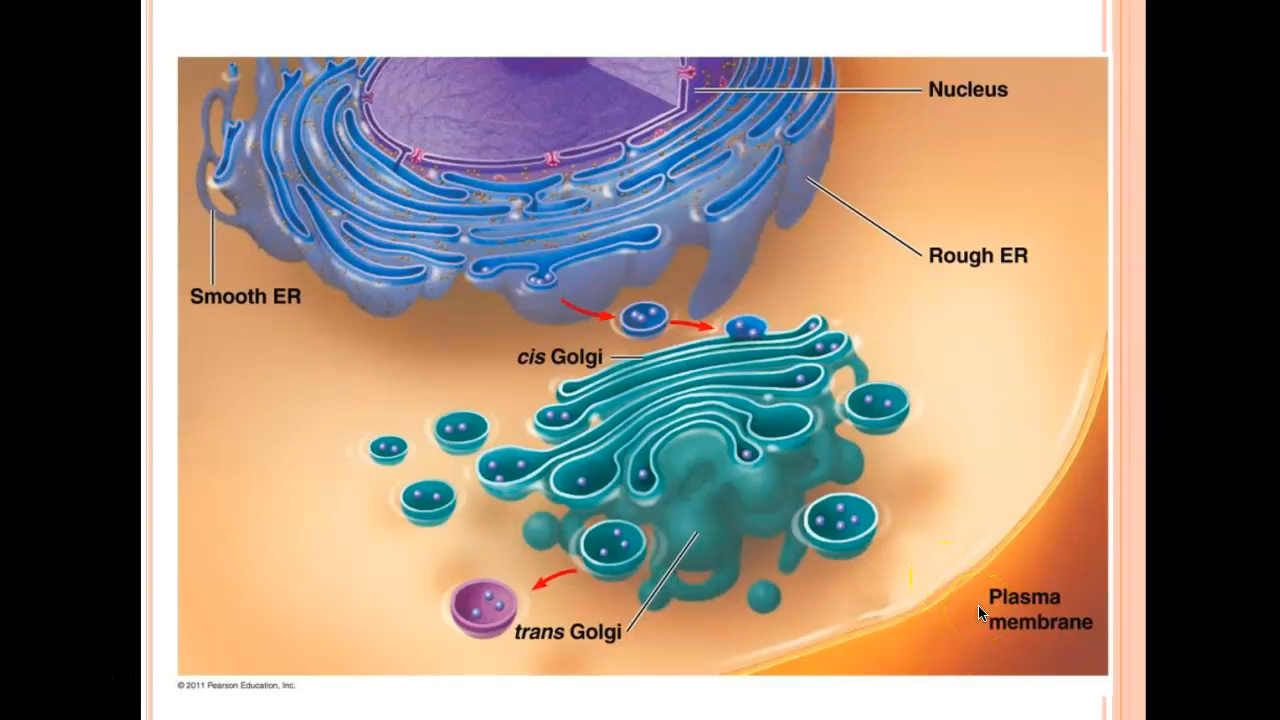 Nucleus
Rough ER
Smooth ER
cis Golgi
Plasma
membrane
trans Golgi
© 2011 Pearson Education, Inc.